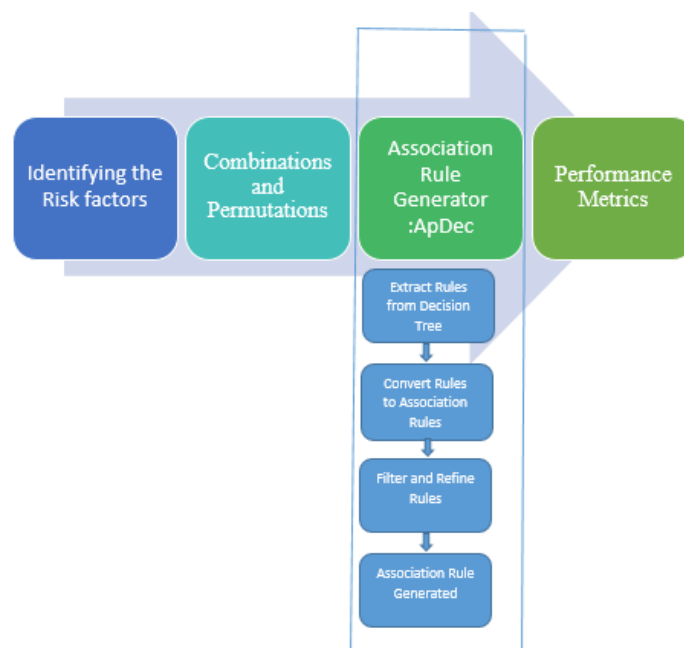 Identifying the
Risk factors
Combinations
and
Permutations
Association
Rule
Generator
:ApDec
Performance
Metrics
Extract Rules
from Decision
Tree
Convert Rules
to Association
Rules
Filter and Refine
Rules
Association Rule
Generated